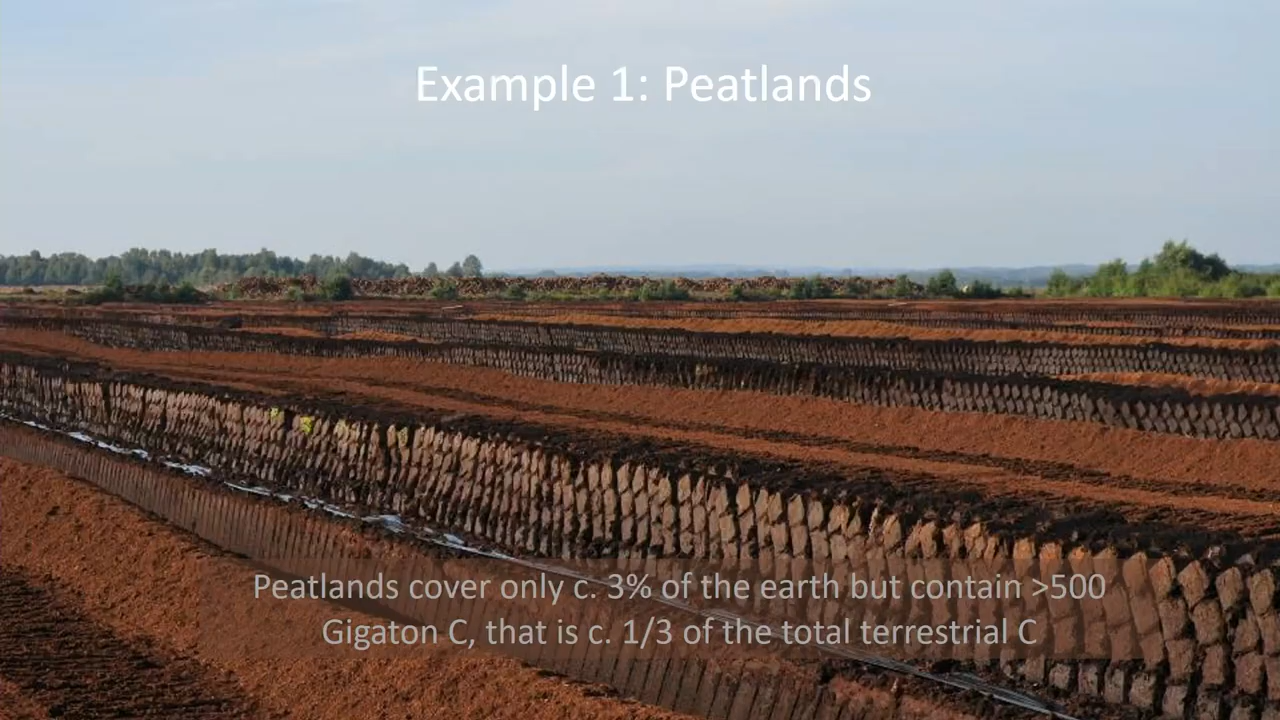 Example 1: Peatlands
Peatlands cover only c. 3% of the earth but contain >500
Gigaton C, that is c. 1/3 of the total terrestrial C